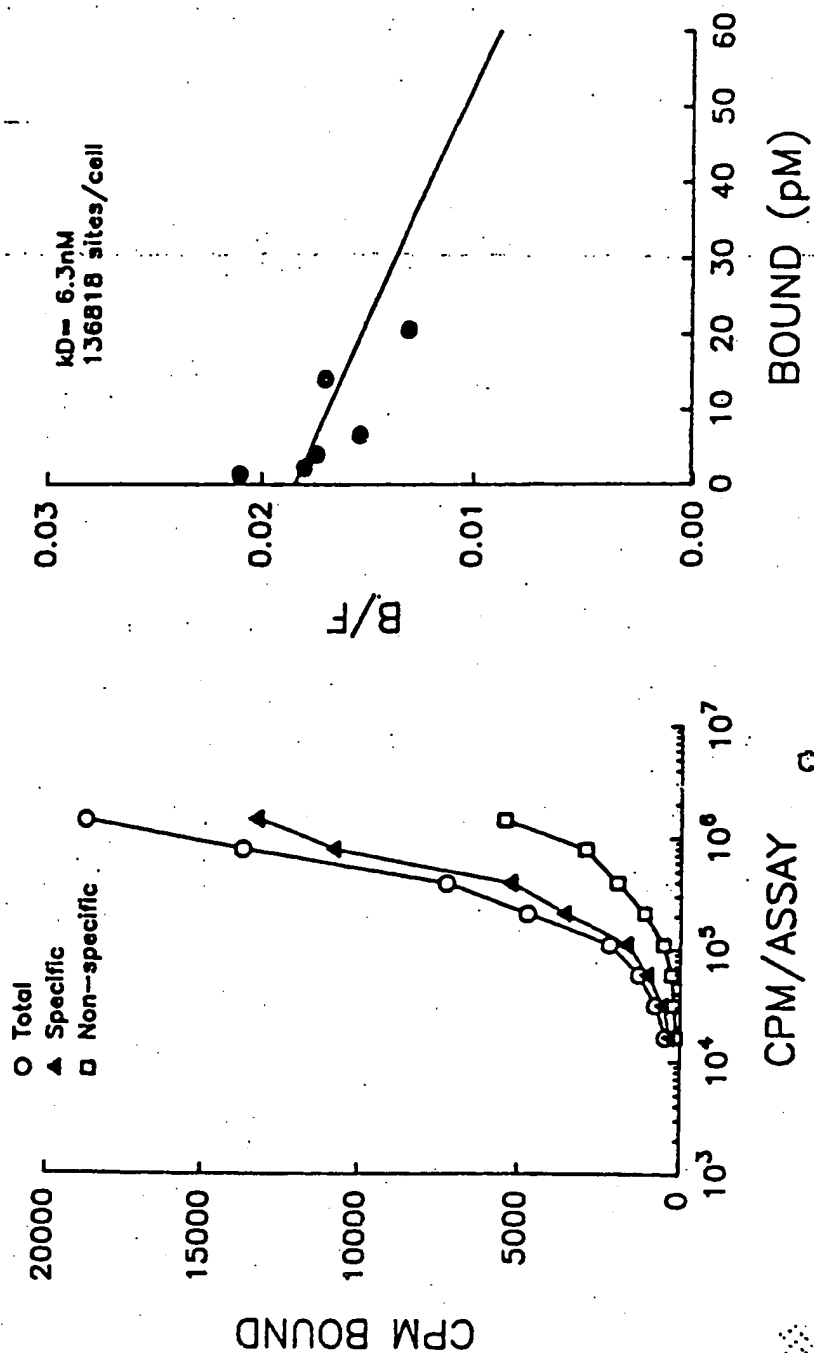 ○ Total
▲ Specific
□ Non-specific
CPM BOUND
20000
15000
10000
5000
0
10³ 10⁴ 10⁵ 10⁶ 10⁷
CPM/ASSAY
kD= 6.3nM
136818 sites/cell
B/F
0.03
0.02
0.01
0.00
0 10 20 30 40 50 60
BOUND (pM)